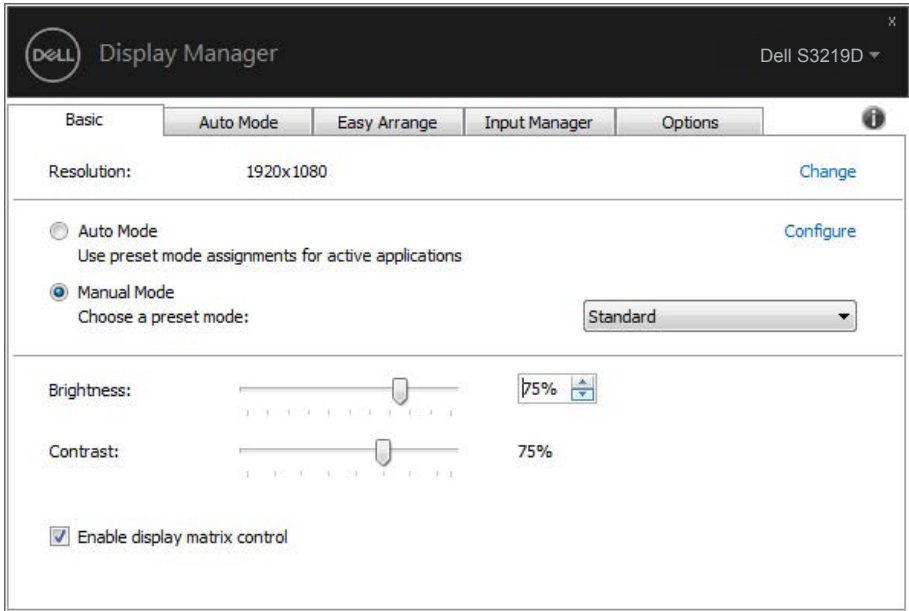 x
DELL Display Manager Dell S3219D
Basic Auto Mode Easy Arrange Input Manager Options i
Resolution: 1920x1080 Change
Auto Mode Configure
Use preset mode assignments for active applications
Manual Mode
Choose a preset mode: Standard
Brightness: 75%
Contrast: 75%
Enable display matrix control